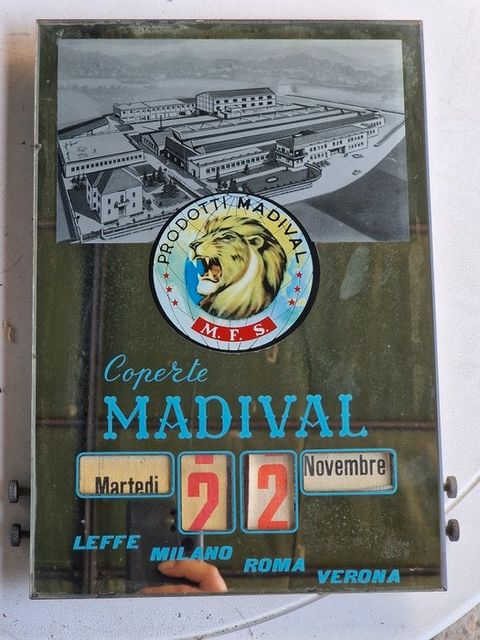 PRODOTTI MADIVAL
M. F. S.
Coperte
MADIVAL
Martedi 22 Novembre
LEFFE MILANO ROMA VERONA